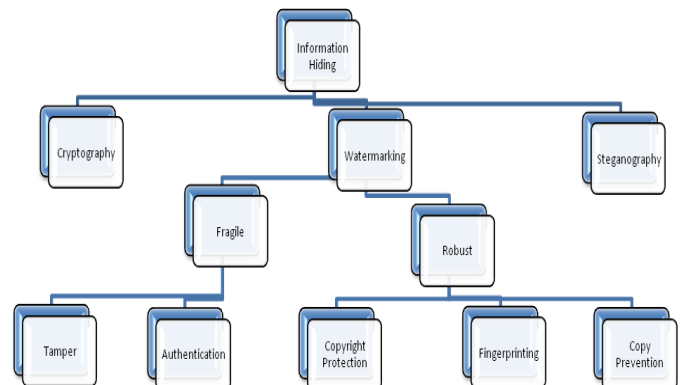 Information
Hiding
Cryptography
Watermarking
Steganography
Fragile
Robust
Tamper
Authentication
Copyright
Protection
Fingerprinting
Copy
Prevention